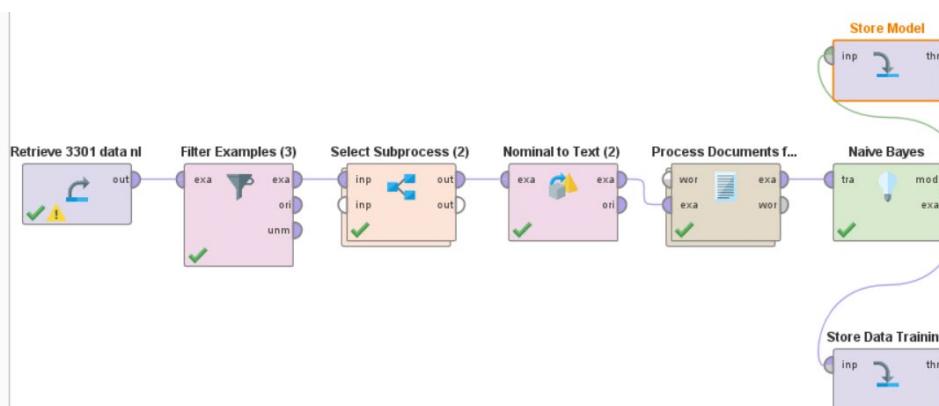 Store Model
inp thr
Retrieve 3301 data nl
out
Filter Examples (3)
exa exa
ori
unm
Select Subprocess (2)
inp out
inp out
Nominal to Text (2)
exa exa
ori
Process Documents f...
wor exa
exa wor
Naive Bayes
tra mod
exa
Store Data Trainin
inp thr